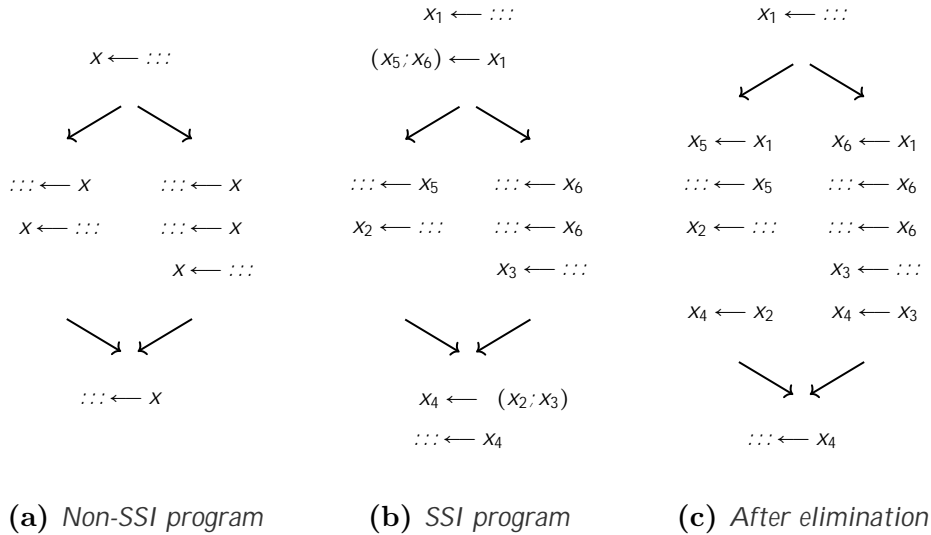 x₁ ⟵ :::
x ⟵ :::
(x₅;x₆) ⟵ x₁
x₁ ⟵ :::
::: ⟵ x
::: ⟵ x
x ⟵ :::
::: ⟵ x
x ⟵ :::
::: ⟵ x
(a) Non-SSI program
::: ⟵ x₅
::: ⟵ x₆
x₂ ⟵ :::
::: ⟵ x₆
x₃ ⟵ :::
x₄ ⟵ (x₂;x₃)
::: ⟵ x₄
(b) SSI program
x₅ ⟵ x₁
x₆ ⟵ x₁
::: ⟵ x₅
::: ⟵ x₆
x₂ ⟵ :::
::: ⟵ x₆
x₃ ⟵ :::
x₄ ⟵ x₂
x₄ ⟵ x₃
::: ⟵ x₄
(c) After elimination